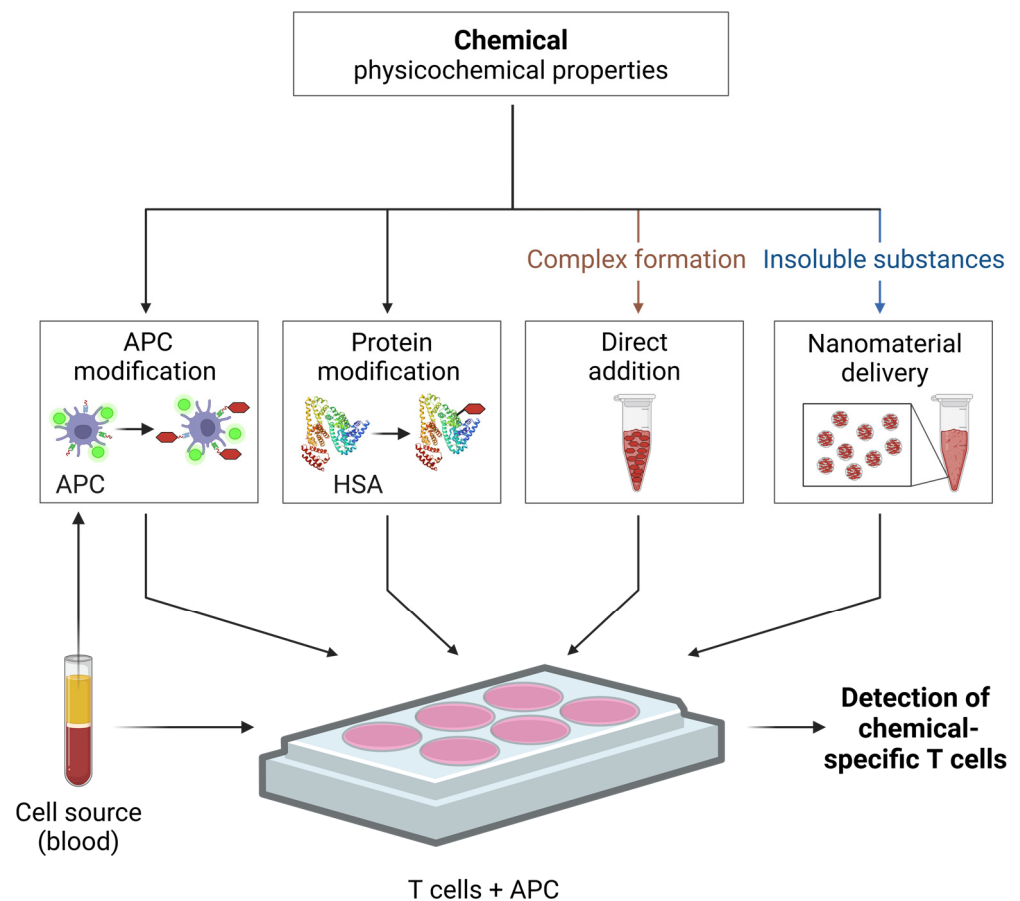 Chemical
physicochemical properties
Complex formation
Insoluble substances
APC
modification
APC
Protein
modification
HSA
Direct
addition
Nanomaterial
delivery
Cell source
(blood)
T cells + APC
Detection of
chemical-
specific T cells